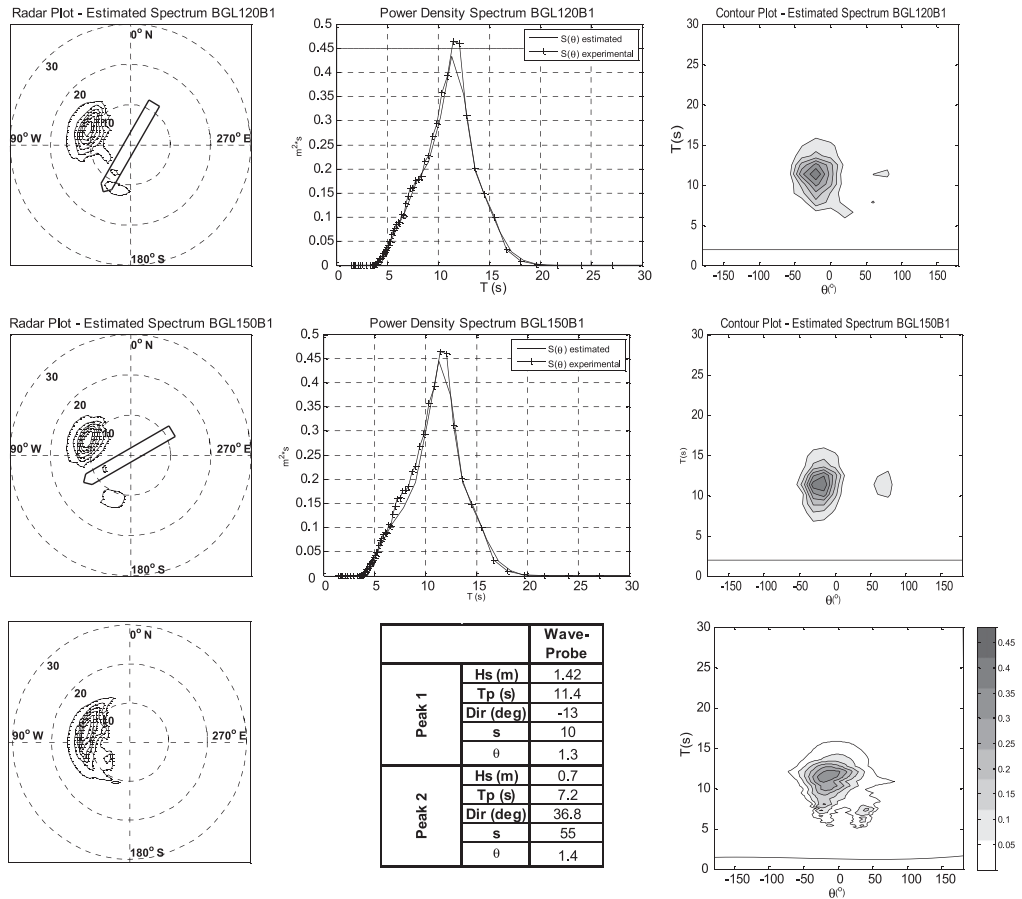 Radar Plot - Estimated Spectrum BGL120B1
0° N
30
20
10
90° W
270° E
180° S
Power Density Spectrum BGL120B1
S(θ) estimated
S(θ) experimental
m²*s
0.5
0.45
0.4
0.35
0.3
0.25
0.2
0.15
0.1
0.05
0
0 5 10 15 20 25 30
T (s)
Contour Plot - Estimated Spectrum BGL120B1
T(s)
30
25
20
15
10
5
0
-150 -100 -50 0 50 100 150
θ(°)
Radar Plot - Estimated Spectrum BGL150B1
0° N
30
20
10
90° W
270° E
180° S
Power Density Spectrum BGL150B1
S(θ) estimated
S(θ) experimental
m²*s
0.5
0.45
0.4
0.35
0.3
0.25
0.2
0.15
0.1
0.05
0
0 5 10 15 20 25 30
T (s)
Contour Plot - Estimated Spectrum BGL150B1
T(s)
30
25
20
15
10
5
0
-150 -100 -50 0 50 100 150
θ(°)
0° N
30
20
10
90° W
270° E
180° S
Wave-
Probe
Peak 1
Hs (m) 1.42
Tp (s) 11.4
Dir (deg) -13
s 10
θ 1.3
Peak 2
Hs (m) 0.7
Tp (s) 7.2
Dir (deg) 36.8
s 55
θ 1.4
T(s)
30
25
20
15
10
5
0
-150 -100 -50 0 50 100 150
θ(°)
0.45
0.4
0.35
0.3
0.25
0.2
0.15
0.1
0.05